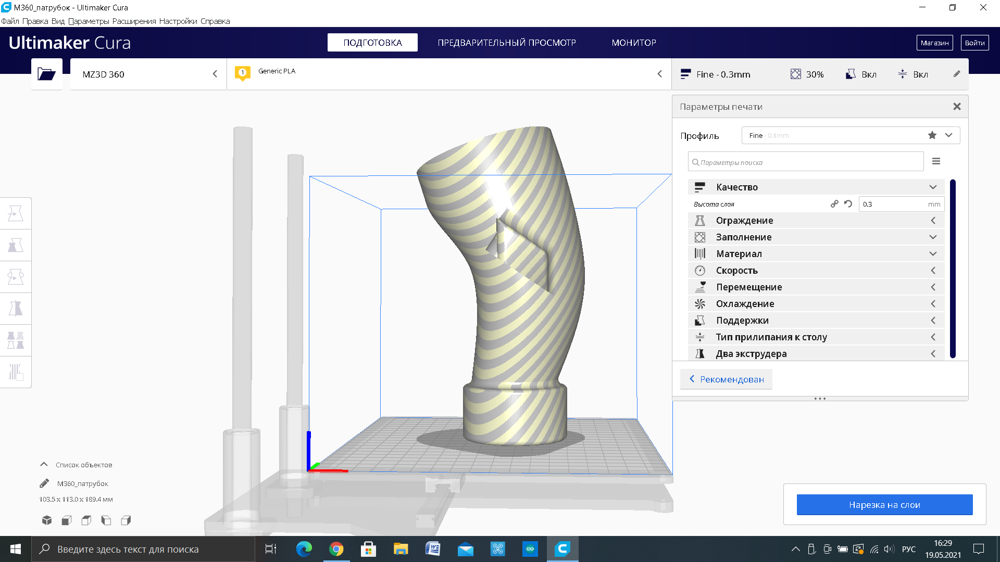 М360_патрубок - Ultimaker Cura
Файл Правка Вид Параметры Расширения Настройки Справка
Ultimaker Cura
ПОДГОТОВКА
ПРЕДВАРИТЕЛЬНЫЙ ПРОСМОТР
МОНИТОР
Магазин
Войти
MZ3D 360
1
Generic PLA
Fine - 0.3mm
30%
Вкл
Вкл
Параметры печати
Профиль
Fine - 0.1mm
Параметры поиска
Качество
Высота слоя
0.3
mm
Ограждение
Заполнение
Материал
Скорость
Перемещение
Охлаждение
Поддержки
Тип прилипания к столу
Два экструдера
Рекомендован
Список объектов
М360_патрубок
103.5 x 113.0 x 189.4 мм
Нарезка на слои
Введите здесь текст для поиска
РУС
16:29
19.05.2021